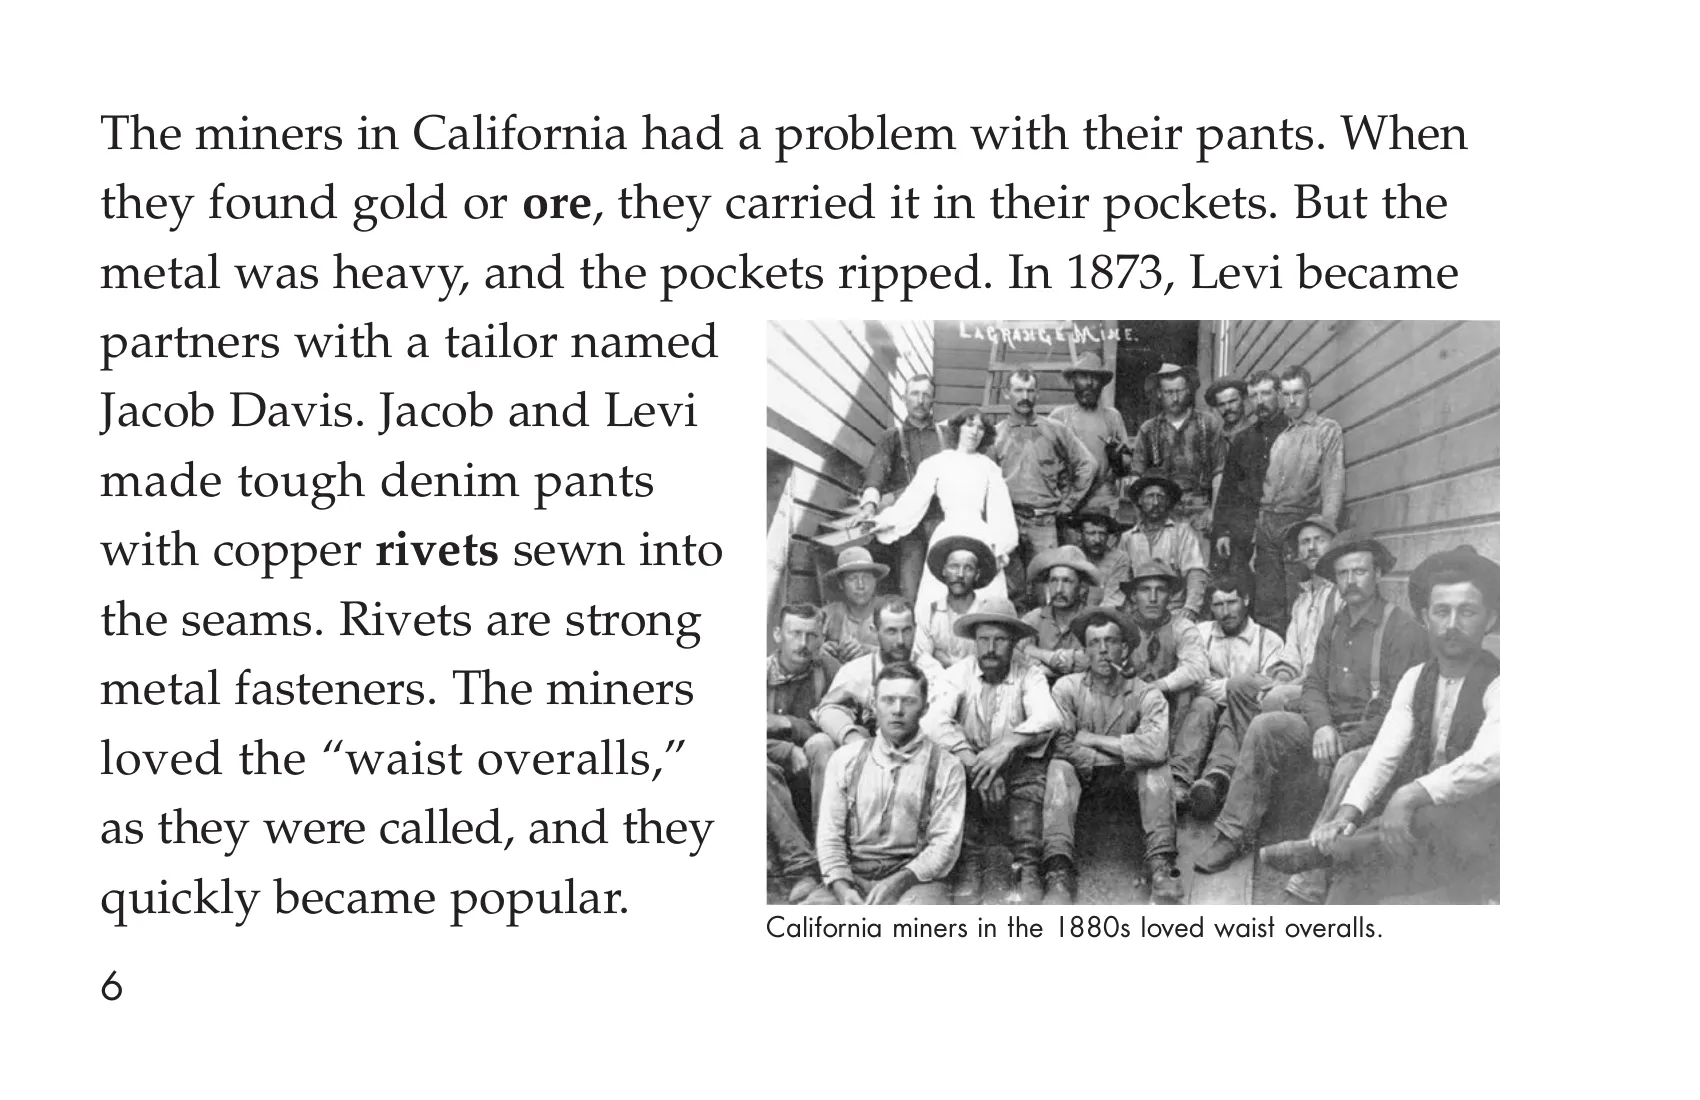 The miners in California had a problem with their pants. When
they found gold or ore, they carried it in their pockets. But the
metal was heavy, and the pockets ripped. In 1873, Levi became
partners with a tailor named
Jacob Davis. Jacob and Levi
made tough denim pants
with copper rivets sewn into
the seams. Rivets are strong
metal fasteners. The miners
loved the “waist overalls,”
as they were called, and they
quickly became popular.
LAGRANGE MINE.
California miners in the 1880s loved waist overalls.
6